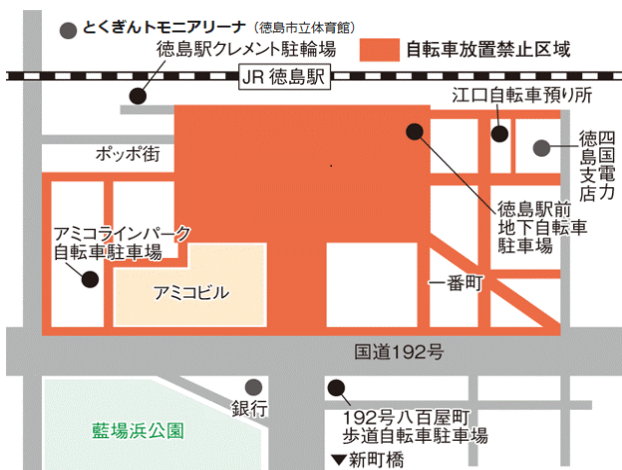 とくぎんトモニアリーナ（徳島市立体育館）
徳島駅クレメント駐輪場
自転車放置禁止区域
JR 徳島駅
江口自転車預り所
四国電力
徳島支店
ポッポ街
徳島駅前
地下自転車
駐車場
アミコラインパーク
自転車駐車場
アミコビル
一番町
国道192号
銀行
192号八百屋町
歩道自転車駐車場
藍場浜公園
▼新町橋